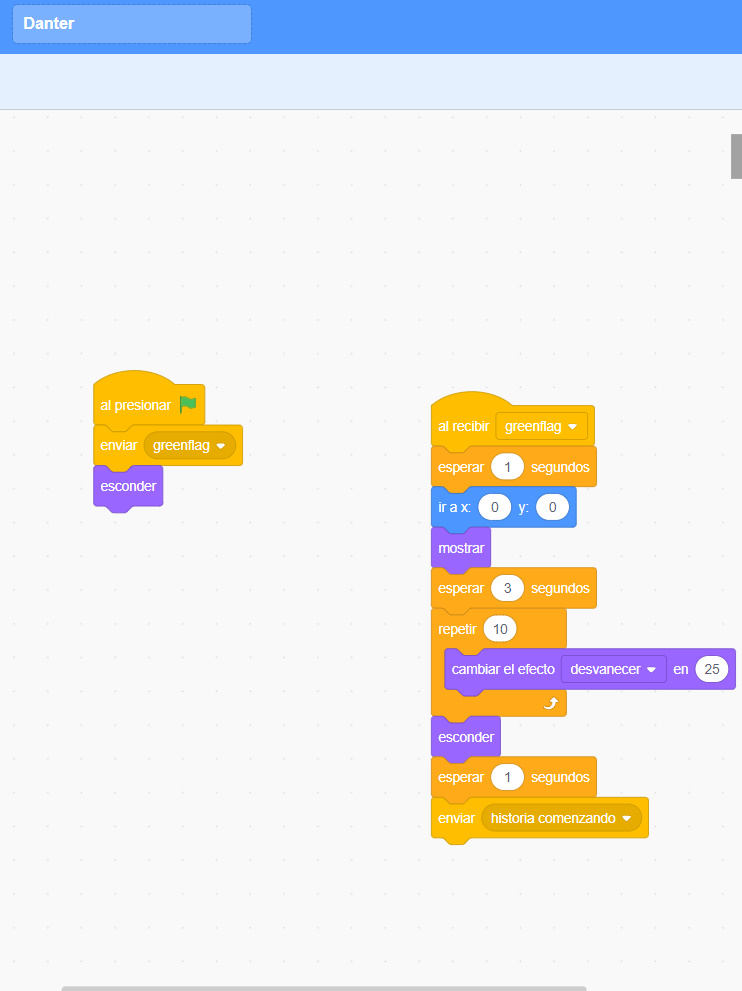 Danter
al presionar
enviar greenflag
esconder
al recibir greenflag
esperar 1 segundos
ir a x: 0 y: 0
mostrar
esperar 3 segundos
repetir 10
cambiar el efecto desvanecer en 25
esconder
esperar 1 segundos
enviar historia comenzando